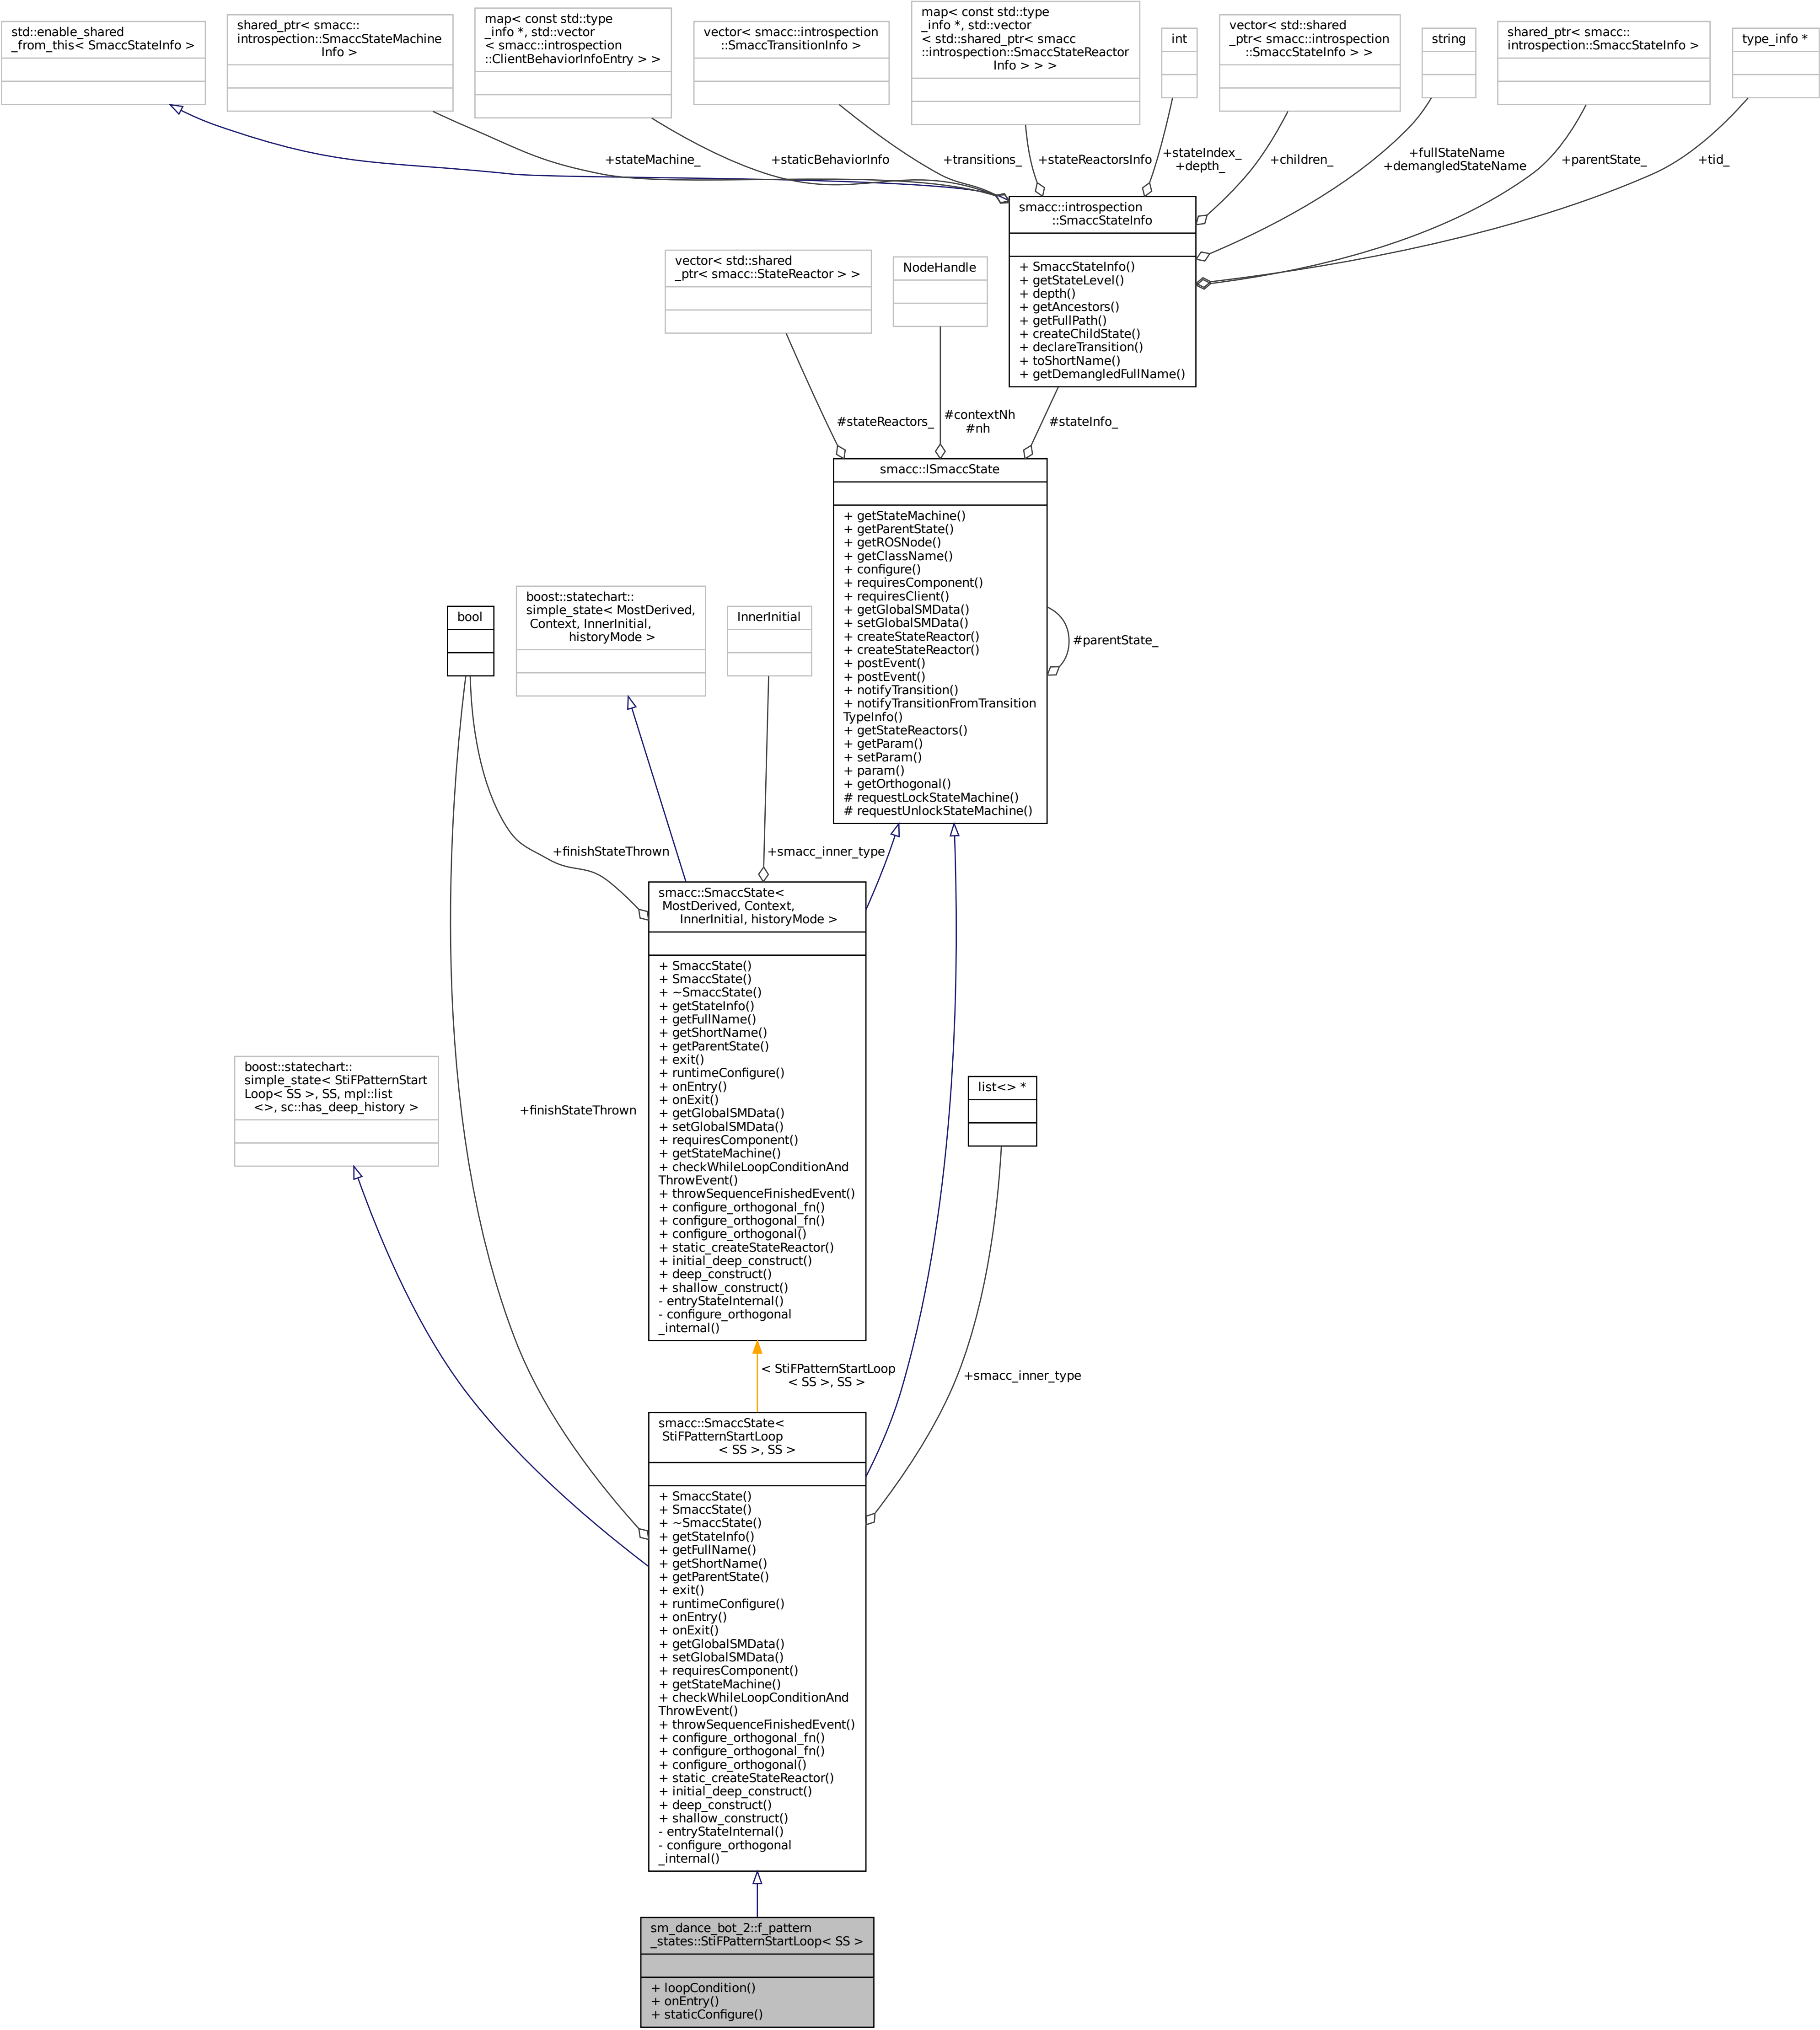 std::enable_shared
_from_this< SmaccStateInfo >
shared_ptr< smacc::
introspection::SmaccStateMachine
Info >
map< const std::type
_info *, std::vector
< smacc::introspection
::ClientBehaviorInfoEntry > >
vector< smacc::introspection
::SmaccTransitionInfo >
map< const std::type
_info *, std::vector
< std::shared_ptr< smacc
::introspection::SmaccStateReactor
Info > > >
int
vector< std::shared
_ptr< smacc::introspection
::SmaccStateInfo > >
string
shared_ptr< smacc::
introspection::SmaccStateInfo >
type_info *
+stateMachine_
+staticBehaviorInfo
+transitions_
+stateReactorsInfo
+stateIndex_
+depth_
+children_
+fullStateName
+demangledStateName
+parentState_
+tid_
smacc::introspection
::SmaccStateInfo
+ SmaccStateInfo()
+ getStateLevel()
+ depth()
+ getAncestors()
+ getFullPath()
+ createChildState()
+ declareTransition()
+ toShortName()
+ getDemangledFullName()
vector< std::shared
_ptr< smacc::StateReactor > >
NodeHandle
#stateReactors_
#contextNh
#nh
#stateInfo_
smacc::ISmaccState
+ getStateMachine()
+ getParentState()
+ getROSNode()
+ getClassName()
+ configure()
+ requiresComponent()
+ requiresClient()
+ getGlobalSMData()
+ setGlobalSMData()
+ createStateReactor()
+ createStateReactor()
+ postEvent()
+ postEvent()
+ notifyTransition()
+ notifyTransitionFromTransition
TypeInfo()
+ getStateReactors()
+ getParam()
+ setParam()
+ param()
+ getOrthogonal()
# requestLockStateMachine()
# requestUnlockStateMachine()
#parentState_
bool
boost::statechart::
simple_state< MostDerived,
Context, InnerInitial,
historyMode >
InnerInitial
+finishStateThrown
+smacc_inner_type
smacc::SmaccState<
MostDerived, Context,
InnerInitial, historyMode >
+ SmaccState()
+ SmaccState()
+ ~SmaccState()
+ getStateInfo()
+ getFullName()
+ getShortName()
+ getParentState()
+ exit()
+ runtimeConfigure()
+ onEntry()
+ onExit()
+ getGlobalSMData()
+ setGlobalSMData()
+ requiresComponent()
+ getStateMachine()
+ checkWhileLoopConditionAnd
ThrowEvent()
+ throwSequenceFinishedEvent()
+ configure_orthogonal_fn()
+ configure_orthogonal_fn()
+ configure_orthogonal()
+ static_createStateReactor()
+ initial_deep_construct()
+ deep_construct()
+ shallow_construct()
- entryStateInternal()
- configure_orthogonal
_internal()
boost::statechart::
simple_state< StiFPatternStart
Loop< SS >, SS, mpl::list
<>, sc::has_deep_history >
+finishStateThrown
list<> *
< StiFPatternStartLoop
< SS >, SS >
+smacc_inner_type
smacc::SmaccState<
StiFPatternStartLoop
< SS >, SS >
+ SmaccState()
+ SmaccState()
+ ~SmaccState()
+ getStateInfo()
+ getFullName()
+ getShortName()
+ getParentState()
+ exit()
+ runtimeConfigure()
+ onEntry()
+ onExit()
+ getGlobalSMData()
+ setGlobalSMData()
+ requiresComponent()
+ getStateMachine()
+ checkWhileLoopConditionAnd
ThrowEvent()
+ throwSequenceFinishedEvent()
+ configure_orthogonal_fn()
+ configure_orthogonal_fn()
+ configure_orthogonal()
+ static_createStateReactor()
+ initial_deep_construct()
+ deep_construct()
+ shallow_construct()
- entryStateInternal()
- configure_orthogonal
_internal()
sm_dance_bot_2::f_pattern
_states::StiFPatternStartLoop< SS >
+ loopCondition()
+ onEntry()
+ staticConfigure()